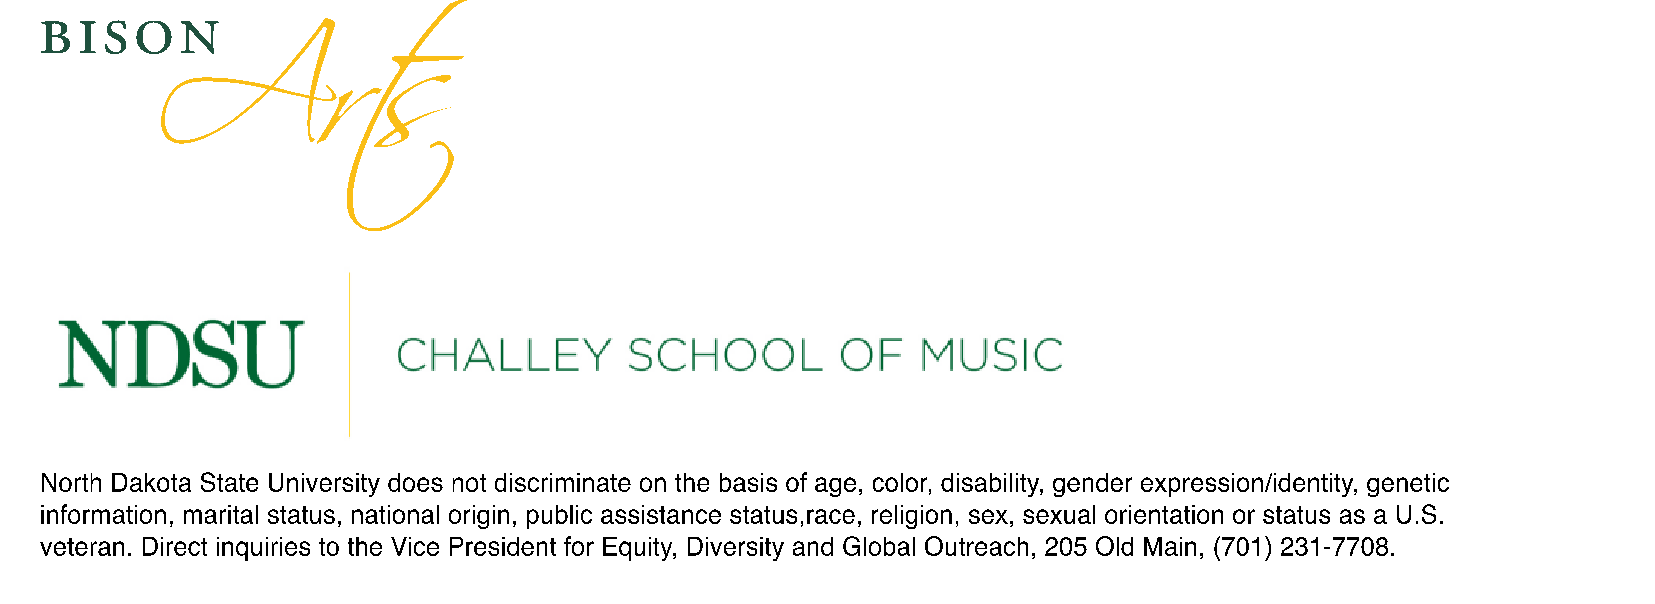 BISON
Arts
NDSU
CHALLEY SCHOOL OF MUSIC
North Dakota State University does not discriminate on the basis of age, color, disability, gender expression/identity, genetic
information, marital status, national origin, public assistance status,race, religion, sex, sexual orientation or status as a U.S.
veteran. Direct inquiries to the Vice President for Equity, Diversity and Global Outreach, 205 Old Main, (701) 231-7708.